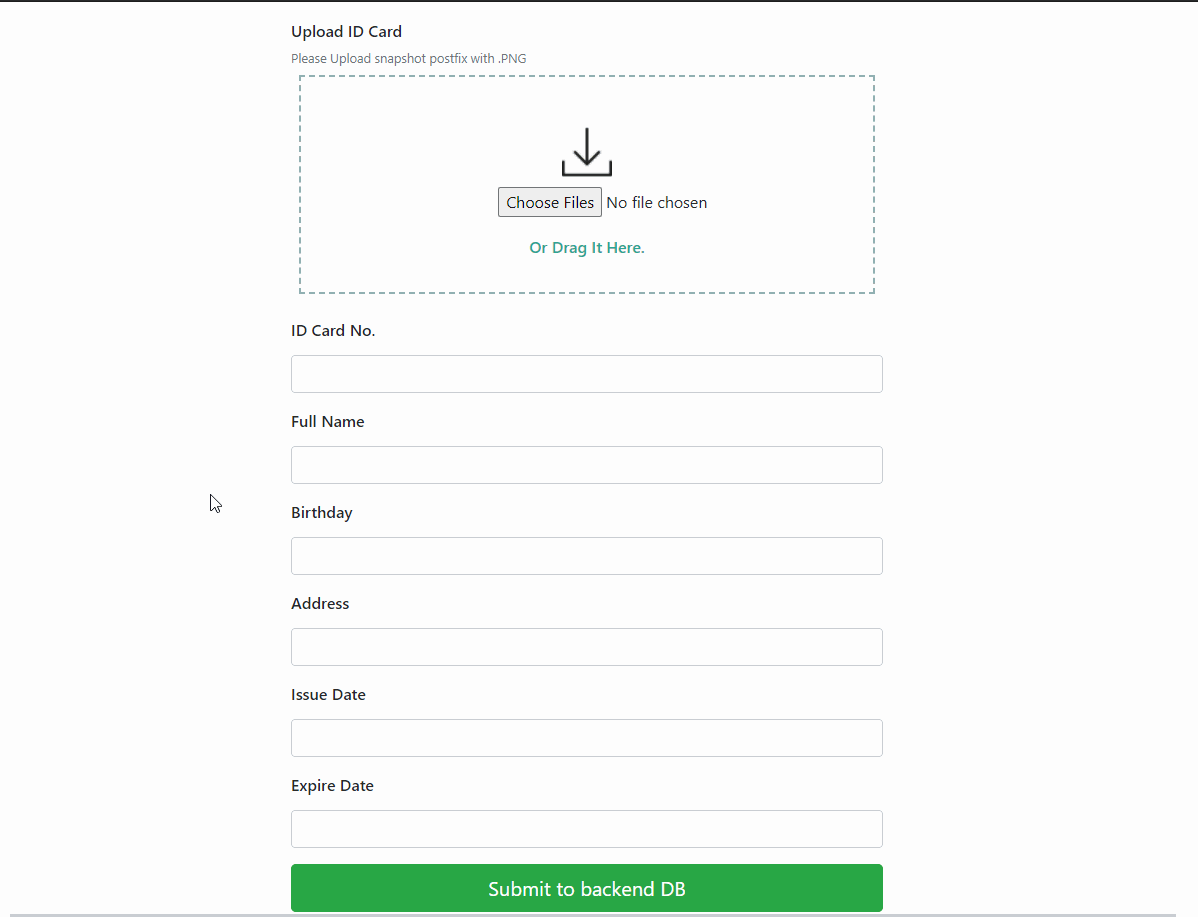 Upload ID Card
Please Upload snapshot postfix with .PNG
Choose Files No file chosen
Or Drag It Here.
ID Card No.
Full Name
Birthday
Address
Issue Date
Expire Date
Submit to backend DB